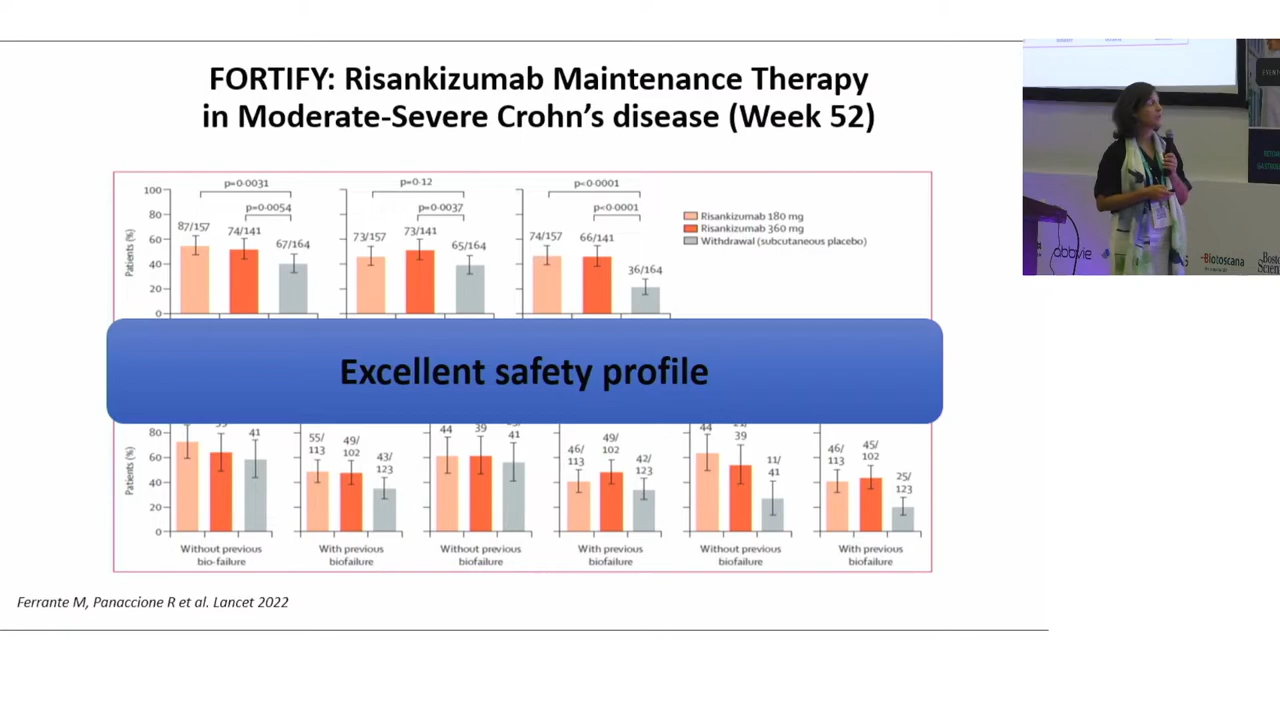 FORTIFY: Risankizumab Maintenance Therapy
in Moderate-Severe Crohn's disease (Week 52)
p=0·0031
p=0·0054
87/157
74/141
67/164
p=0·12
p=0·0037
73/157
73/141
65/164
p<0·0001
p<0·0001
74/157
66/141
36/164
Risankizumab 180 mg
Risankizumab 360 mg
Withdrawal (subcutaneous placebo)
Patients (%)
100
80
60
40
20
0
Excellent safety profile
Patients (%)
80
60
40
20
0
41
55/
113
49/
102
43/
123
44
39
41
46/
113
49/
102
42/
123
44
39
11/
41
46/
113
45/
102
25/
123
Without previous
bio-failure
With previous
biofailure
Without previous
biofailure
With previous
biofailure
Without previous
biofailure
With previous
biofailure
Ferrante M, Panaccione R et al. Lancet 2022
abbvie
Biotoscana